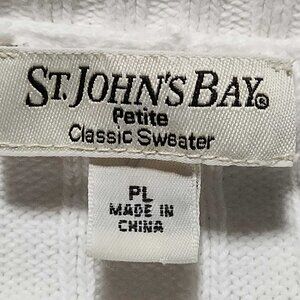 ST. JOHN'S BAY®
Petite
Classic Sweater
PL
MADE IN
CHINA